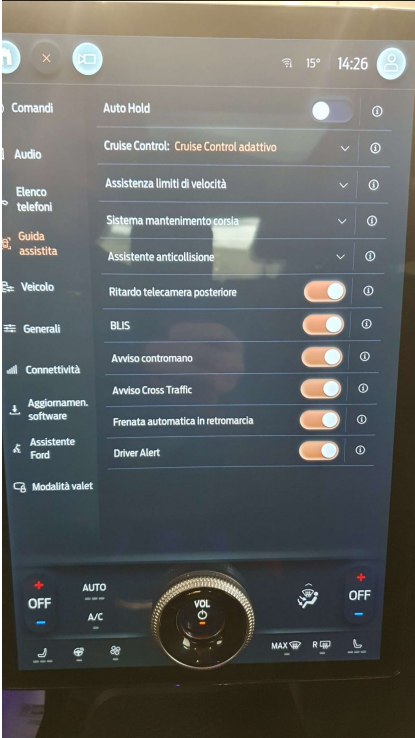 15° 14:26
Comandi
Audio
Elenco
telefoni
Guida
assistita
Veicolo
Generali
Connettività
Aggiornamen.
software
Assistente
Ford
Modalità valet
Auto Hold
Cruise Control: Cruise Control adattivo
Assistenza limiti di velocità
Sistema mantenimento corsia
Assistente anticollisione
Ritardo telecamera posteriore
BLIS
Avviso contromano
Avviso Cross Traffic
Frenata automatica in retromarcia
Driver Alert
+
OFF
–
AUTO
---
A/C
VOL
+
OFF
–
MAX
R